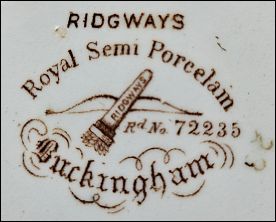 RIDGWAYS
Royal Semi Porcelain
RIDGWAYS
Rd No. 72235
Buckingham